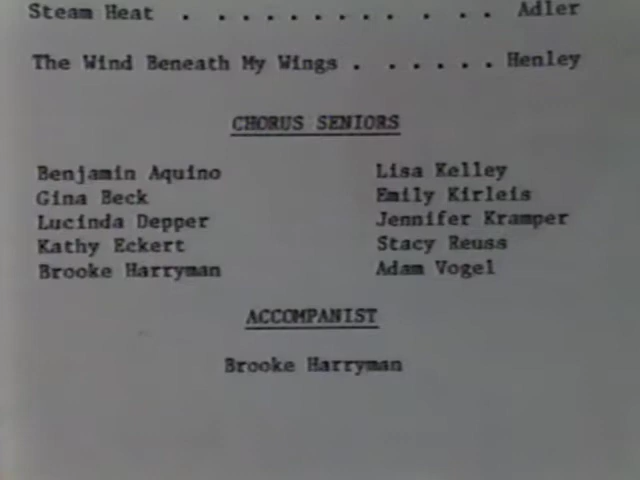 Steam Heat . . . . . . . . . . . . Adler
The Wind Beneath My Wings . . . . . . Henley
CHORUS SENIORS
Benjamin Aquino Lisa Kelley
Gina Beck Emily Kirleis
Lucinda Depper Jennifer Kramper
Kathy Eckert Stacy Reuss
Brooke Harryman Adam Vogel
ACCOMPANIST
Brooke Harryman